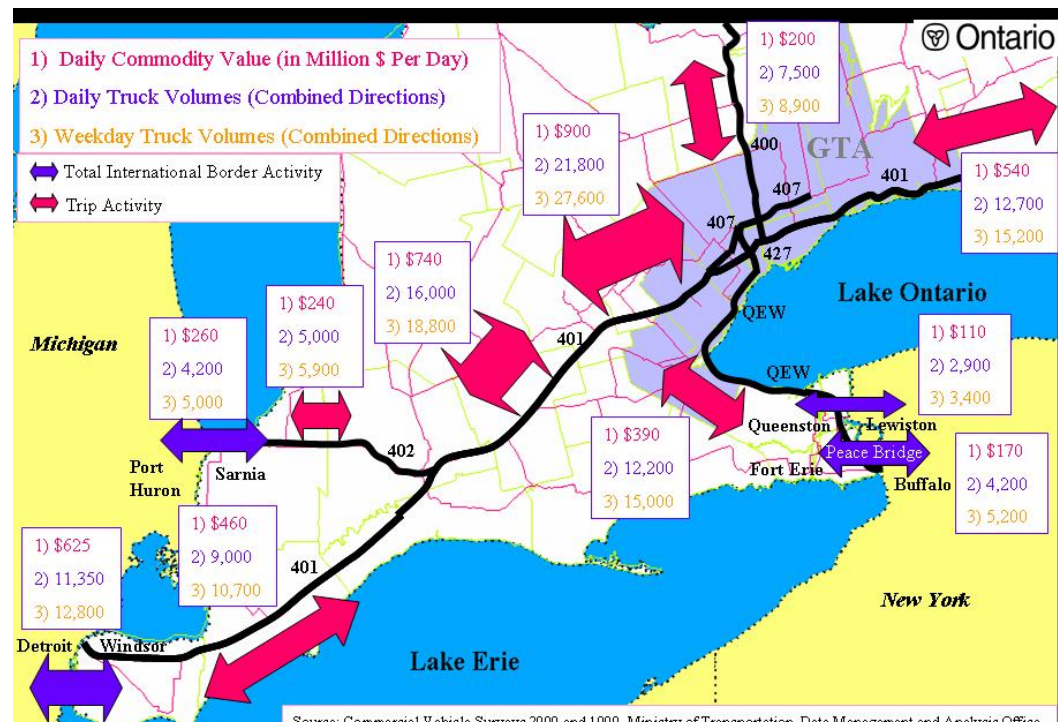 Ontario
1) Daily Commodity Value (in Million $ Per Day)
2) Daily Truck Volumes (Combined Directions)
3) Weekday Truck Volumes (Combined Directions)
Total International Border Activity
Trip Activity
1) $200
2) 7,500
3) 8,900
1) $900
2) 21,800
3) 27,600
400
GTA
407
401
407
427
1) $540
2) 12,700
3) 15,200
1) $740
2) 16,000
3) 18,800
1) $240
2) 5,000
3) 5,900
Lake Ontario
QEW
401
Michigan
1) $260
2) 4,200
3) 5,000
1) $110
2) 2,900
3) 3,400
QEW
Queenston
Lewiston
1) $390
2) 12,200
3) 15,000
402
Port
Huron
Sarnia
Peace Bridge
Fort Erie
Buffalo
1) $170
2) 4,200
3) 5,200
1) $460
2) 9,000
3) 10,700
1) $625
2) 11,350
3) 12,800
401
New York
Detroit
Windsor
Lake Erie
Source: Commercial Vehicle Surveys 2000 and 1999, Ministry of Transportation, Data Management and Analysis Office